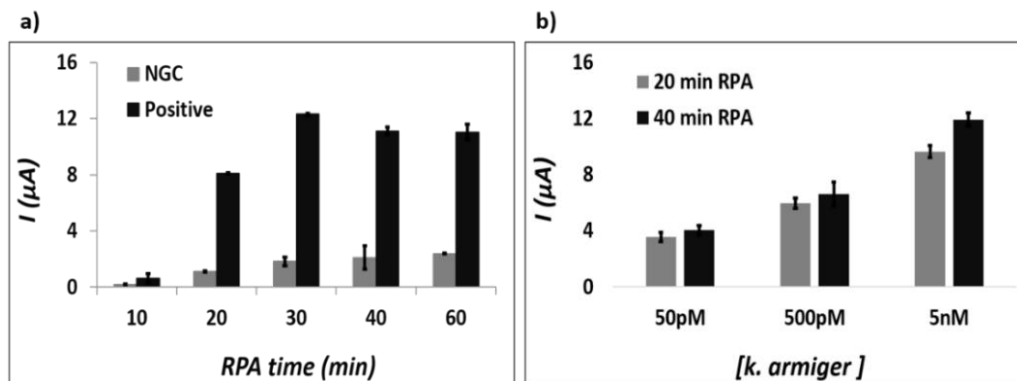 a)
16
12
8
4
0
I (µA)
NGC
Positive
10 20 30 40 60
RPA time (min)
b)
16
12
8
4
0
I (µA)
20 min RPA
40 min RPA
50pM 500pM 5nM
[k. armiger ]